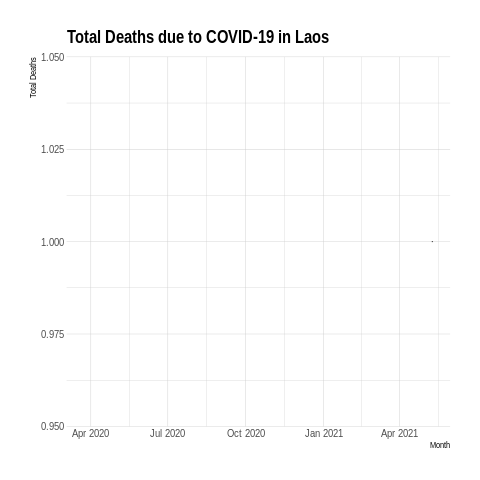 Total Deaths due to COVID-19 in Laos
Total Deaths
1.050
1.025
1.000
0.975
0.950
Apr 2020 Jul 2020 Oct 2020 Jan 2021 Apr 2021
Month